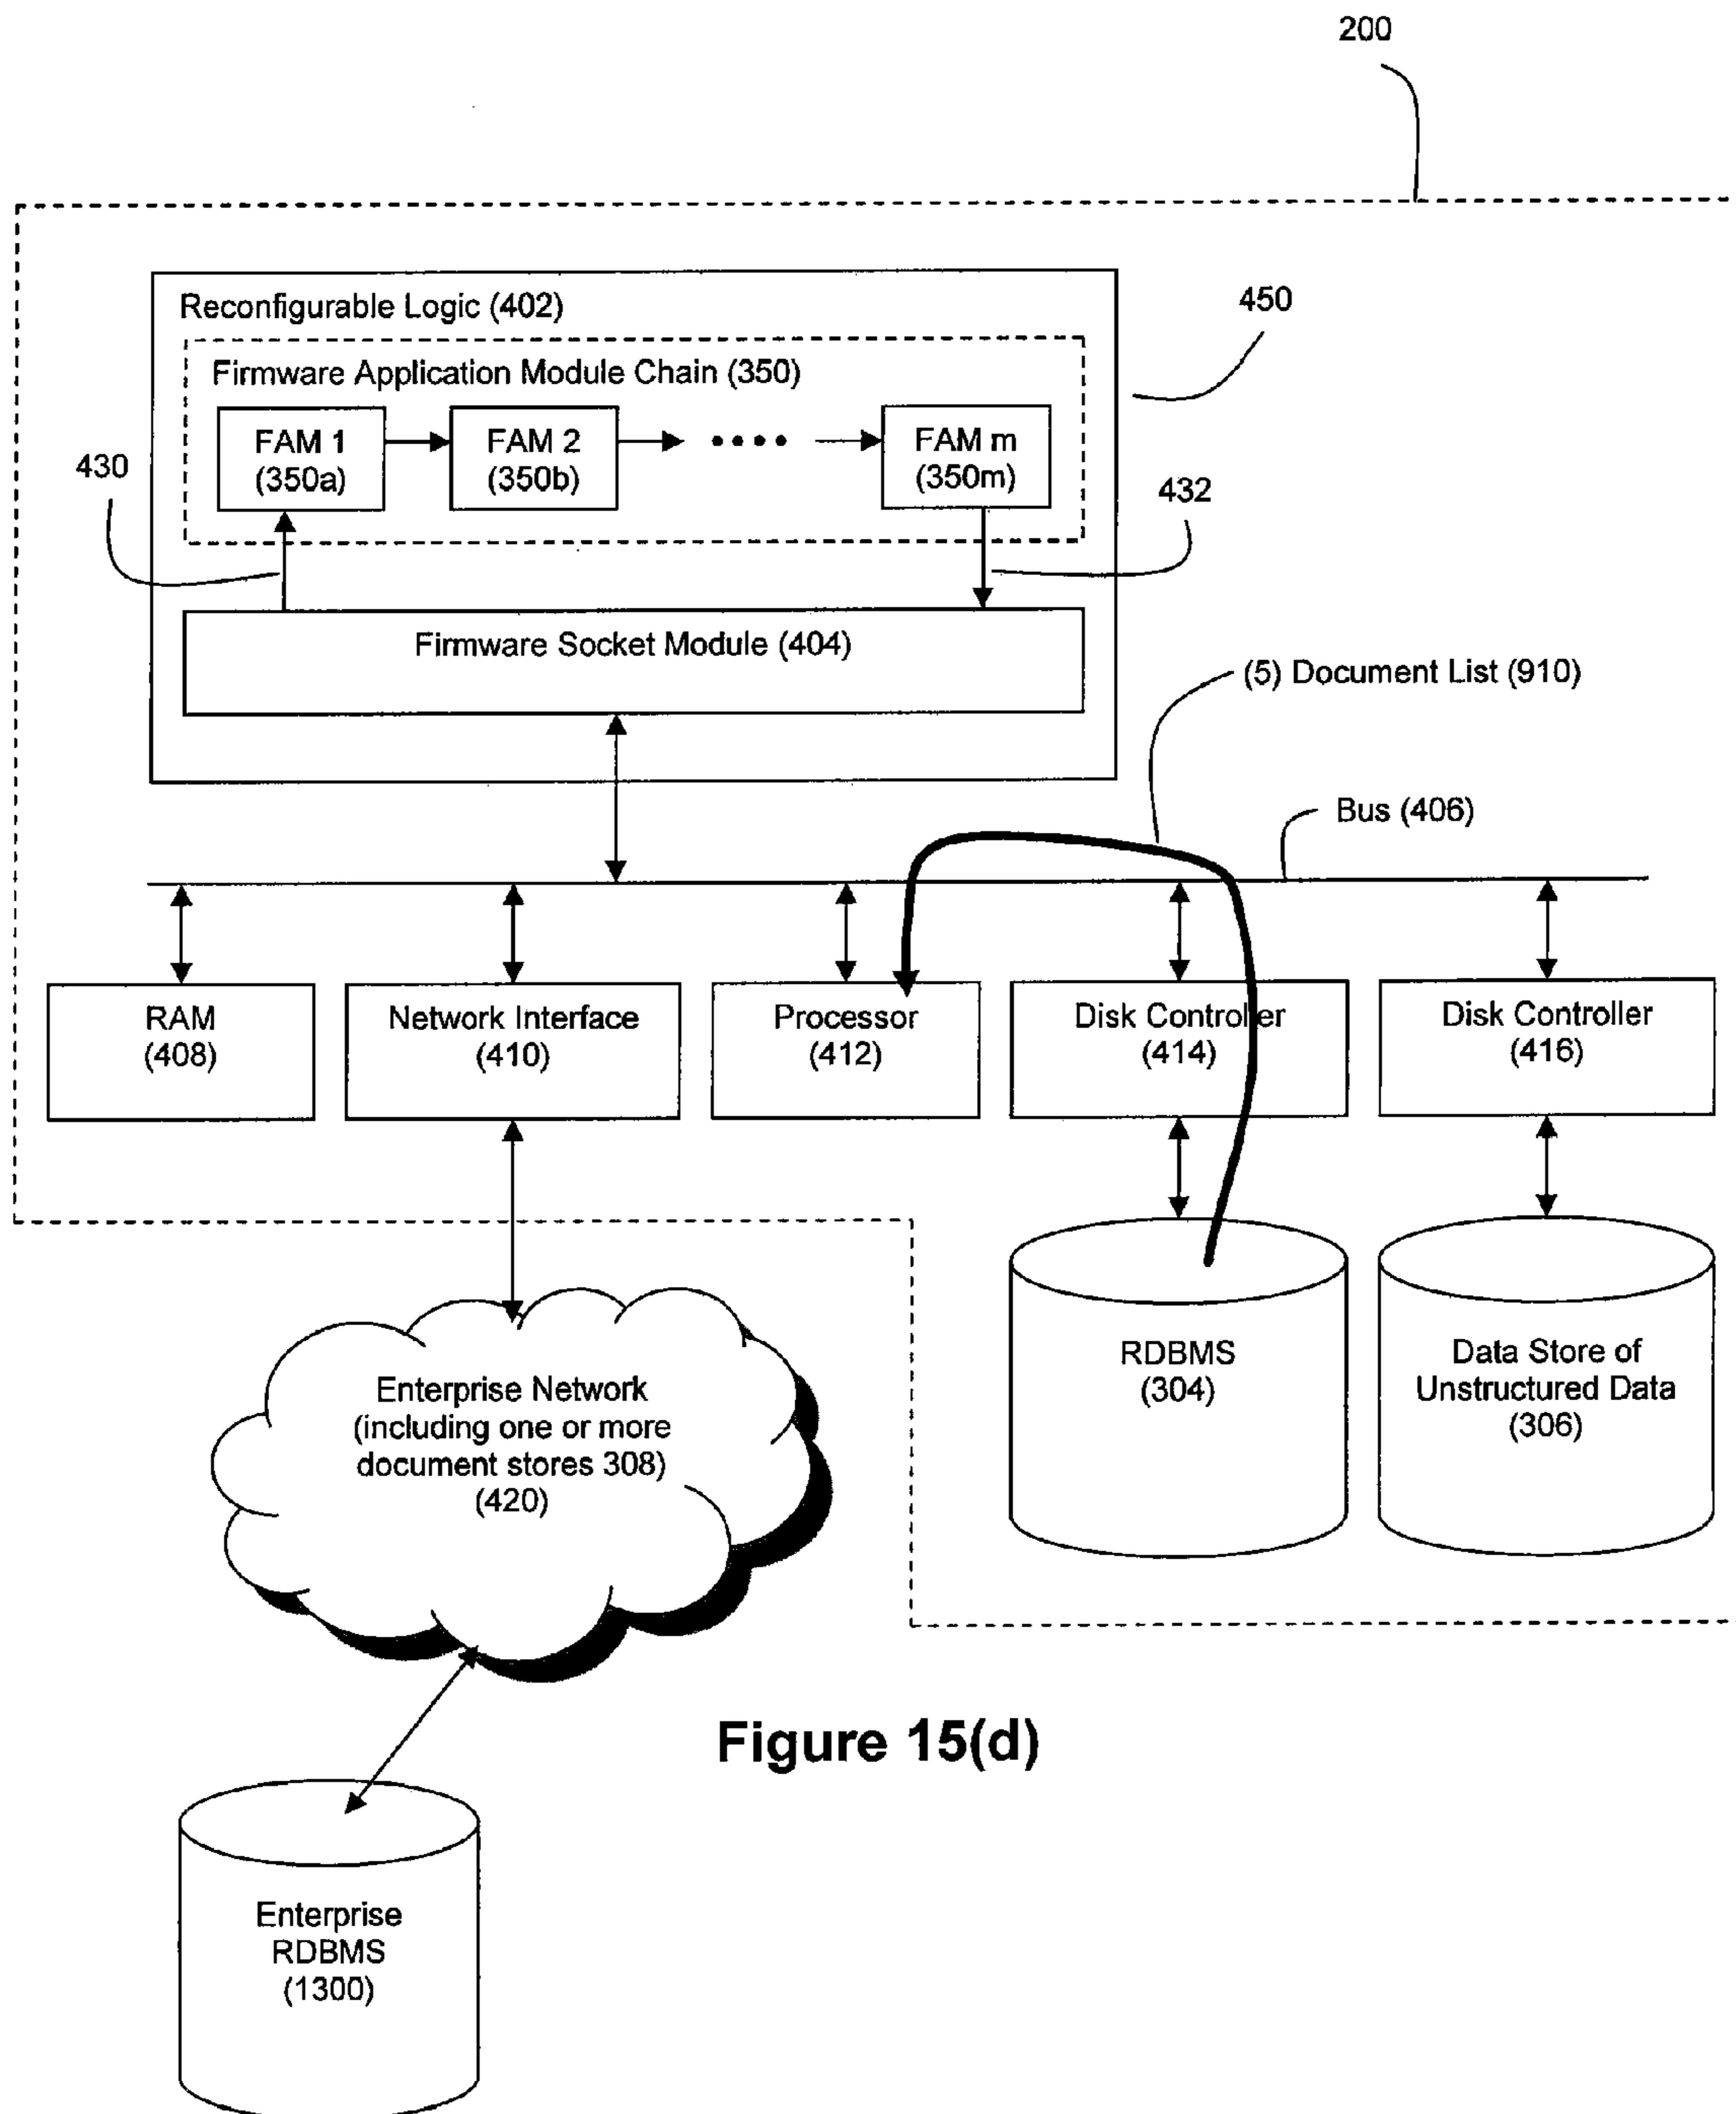 200
Reconfigurable Logic (402)
450
Firmware Application Module Chain (350)
FAM 1
(350a)
FAM 2
(350b)
FAM m
(350m)
430
432
Firmware Socket Module (404)
(5) Document List (910)
Bus (406)
RAM
(408)
Network Interface
(410)
Processor
(412)
Disk Controller
(414)
Disk Controller
(416)
RDBMS
(304)
Data Store of
Unstructured Data
(306)
Enterprise Network
(including one or more
document stores 308)
(420)
Figure 15(d)
Enterprise
RDBMS
(1300)